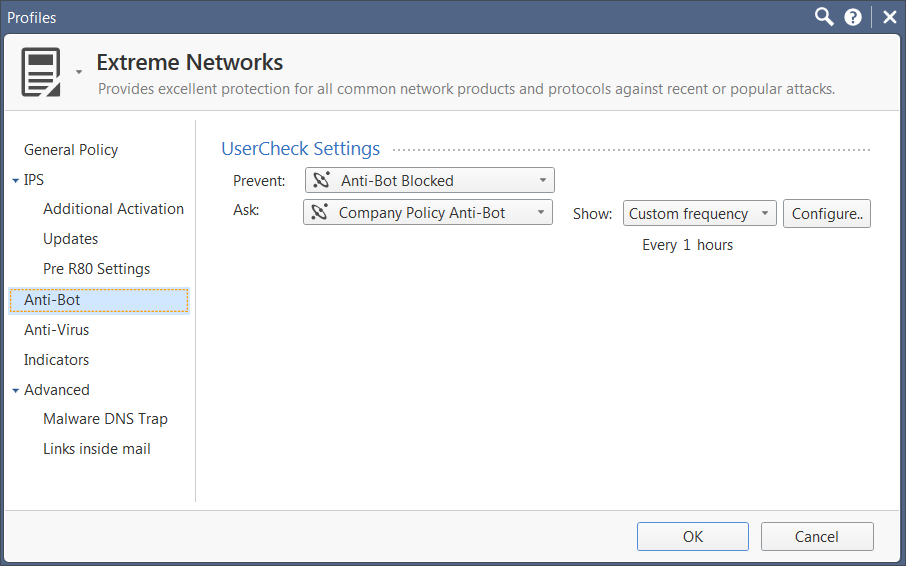 Profiles
Extreme Networks
Provides excellent protection for all common network products and protocols against recent or popular attacks.
General Policy
IPS
Additional Activation
Updates
Pre R80 Settings
Anti-Bot
Anti-Virus
Indicators
Advanced
Malware DNS Trap
Links inside mail
UserCheck Settings
Prevent: Anti-Bot Blocked
Ask: Company Policy Anti-Bot Show: Custom frequency Configure..
Every 1 hours
OK Cancel